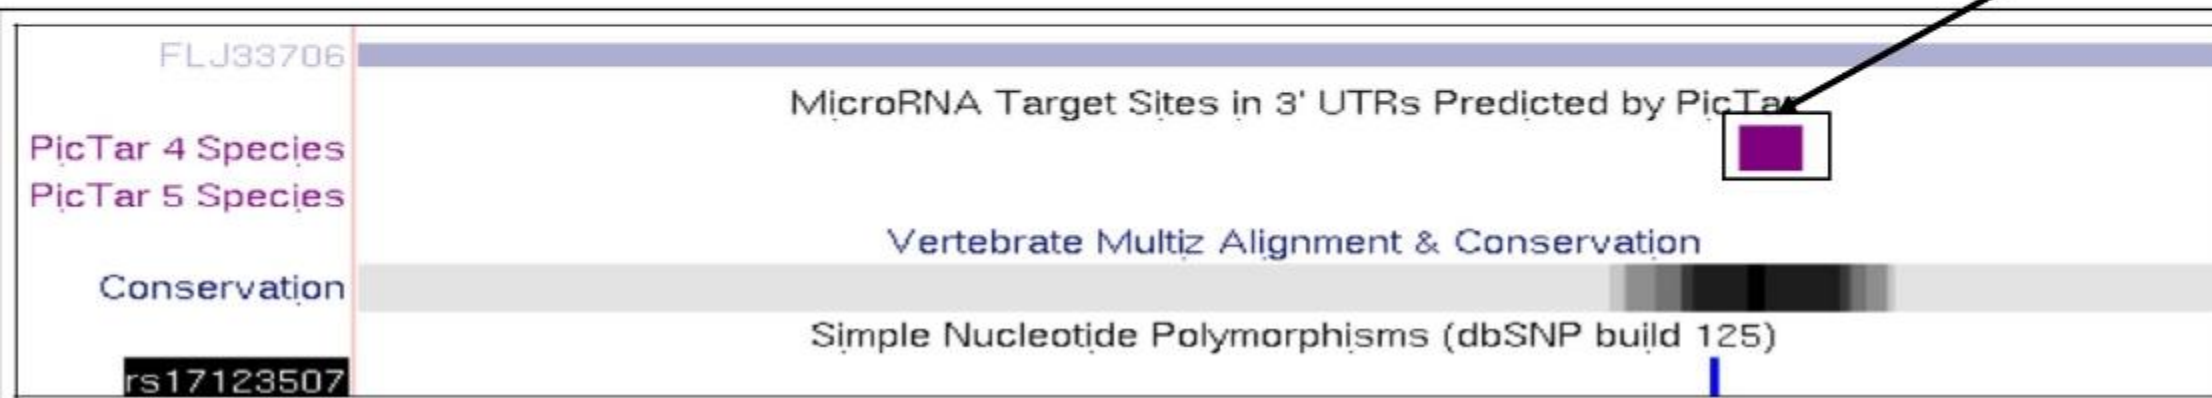 FLJ33706
MicroRNA Target Sites in 3' UTRs Predicted by PicTar
PicTar 4 Species
PicTar 5 Species
Vertebrate Multiz Alignment & Conservation
Conservation
Simple Nucleotide Polymorphisms (dbSNP build 125)
rs17123507